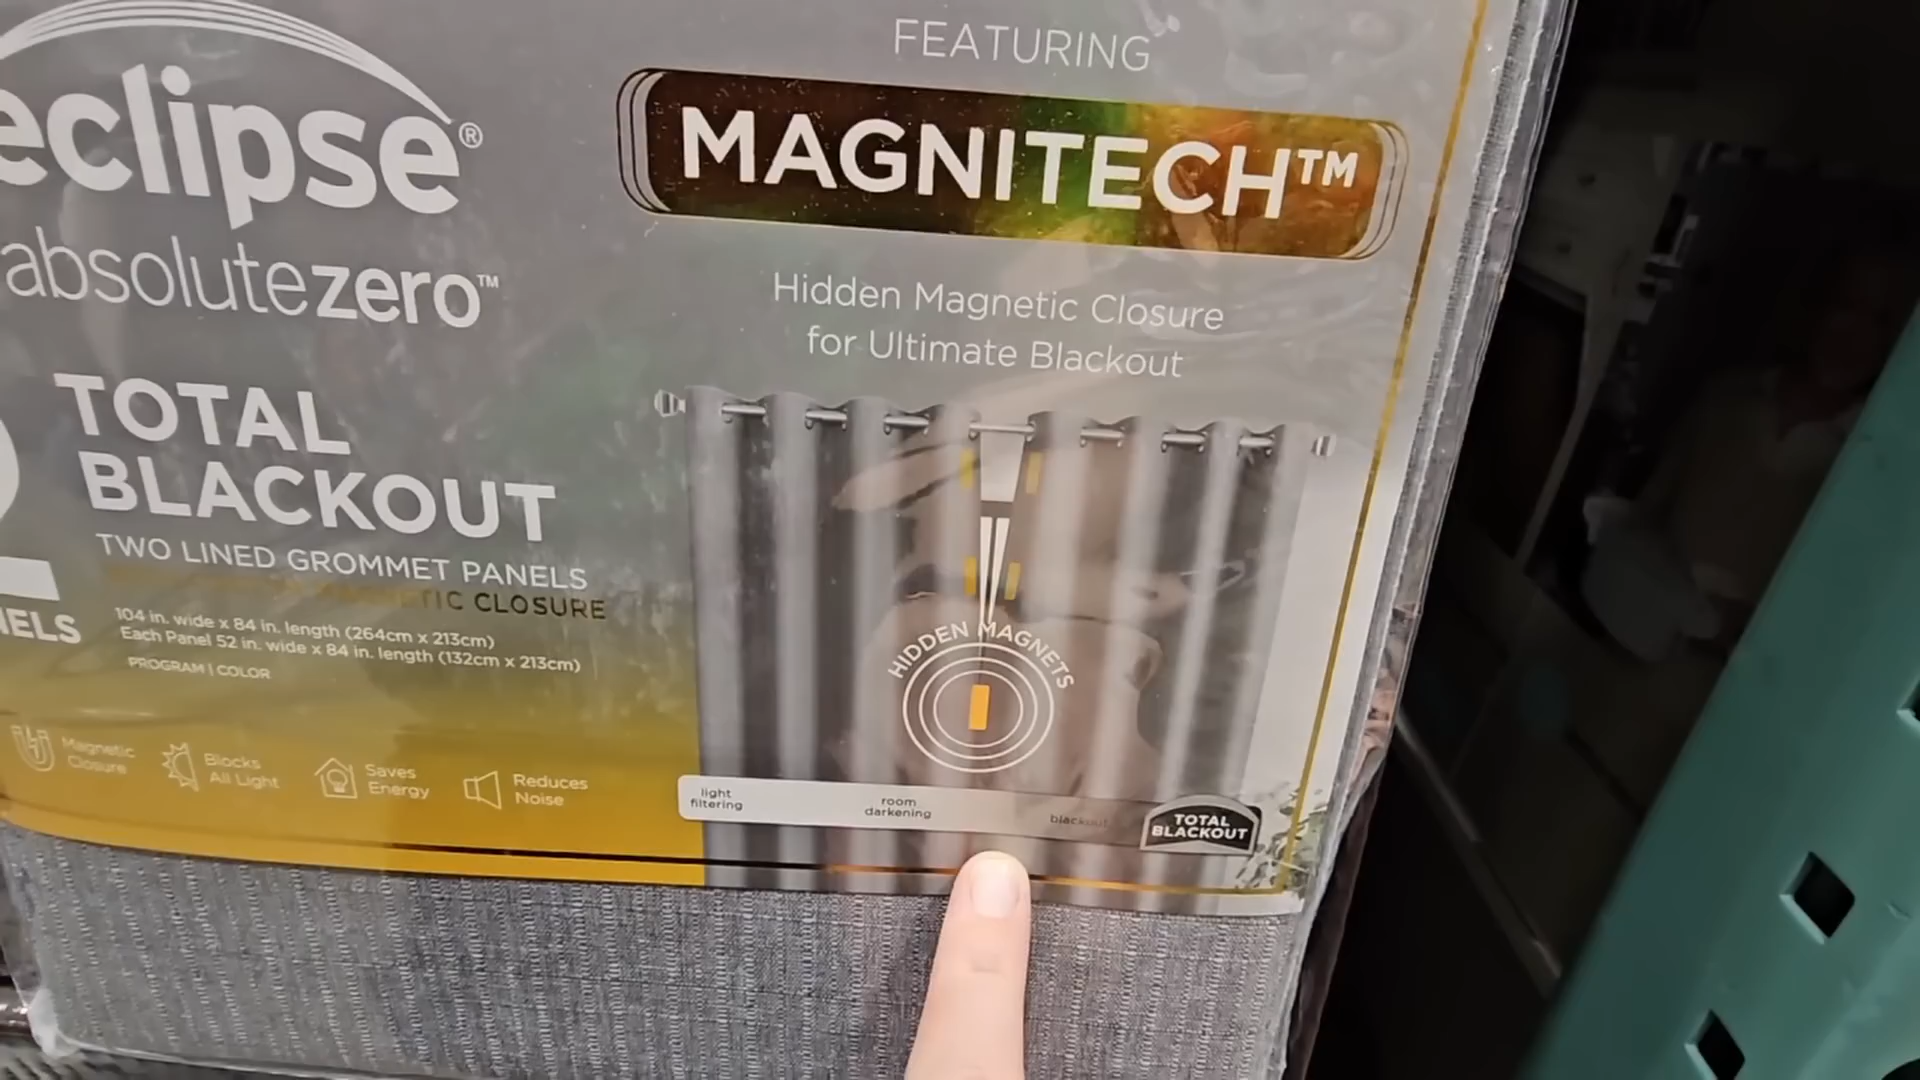 eclipse®
absolutezero™
TOTAL
BLACKOUT
TWO LINED GROMMET PANELS
MAGNETIC CLOSURE
104 in. wide x 84 in. length (264cm x 213cm)
Each Panel 52 in. wide x 84 in. length (132cm x 213cm)
PROGRAM | COLOR
Magnetic
Closure
Blocks
All Light
Saves
Energy
Reduces
Noise
FEATURING
MAGNITECH™
Hidden Magnetic Closure
for Ultimate Blackout
HIDDEN MAGNETS
light
filtering
room
darkening
blackout
TOTAL
BLACKOUT